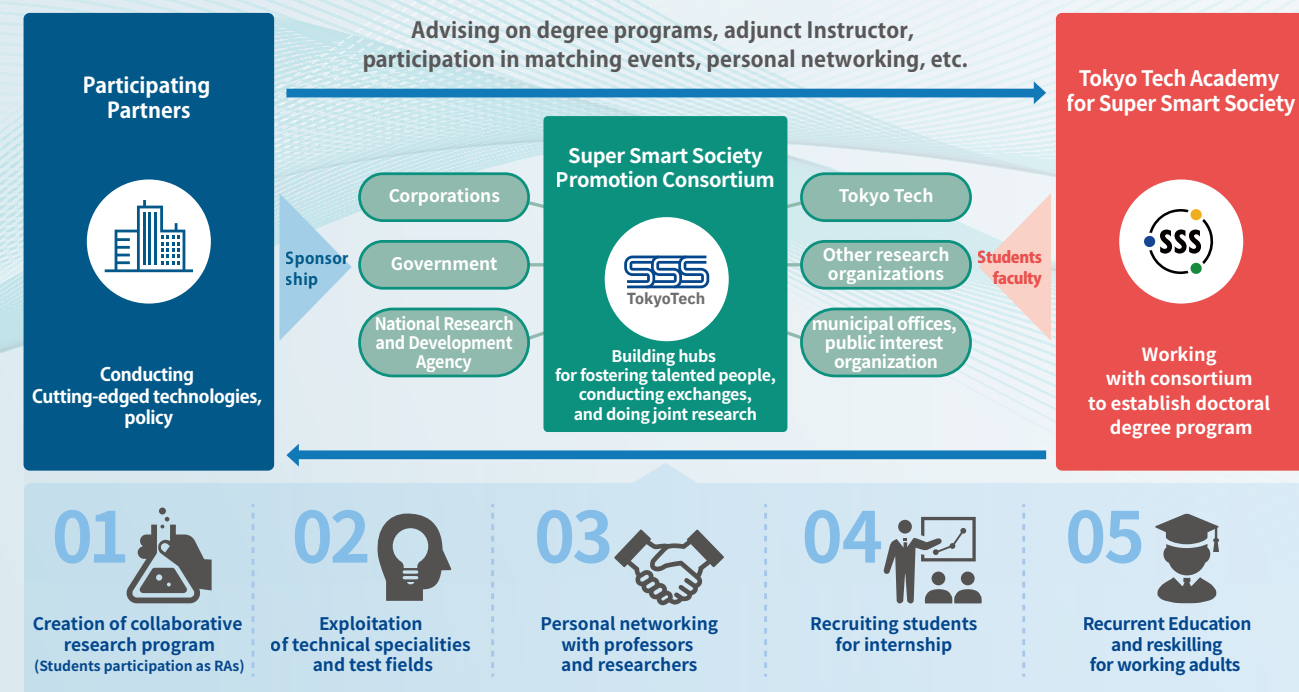 Advising on degree programs, adjunct Instructor,
participation in matching events, personal networking, etc.
Participating
Partners
Conducting
Cutting-edged technologies,
policy
Sponsor
ship
Corporations
Government
National Research
and Development
Agency
Super Smart Society
Promotion Consortium
SSS
TokyoTech
Building hubs
for fostering talented people,
conducting exchanges,
and doing joint research
Tokyo Tech
Other research
organizations
municipal offices,
public interest
organization
Students
faculty
Tokyo Tech Academy
for Super Smart Society
SSS
Working
with consortium
to establish doctoral
degree program
01
Creation of collaborative
research program
(Students participation as RAs)
02
Exploitation
of technical specialities
and test fields
03
Personal networking
with professors
and researchers
04
Recruiting students
for internship
05
Recurrent Education
and reskilling
for working adults